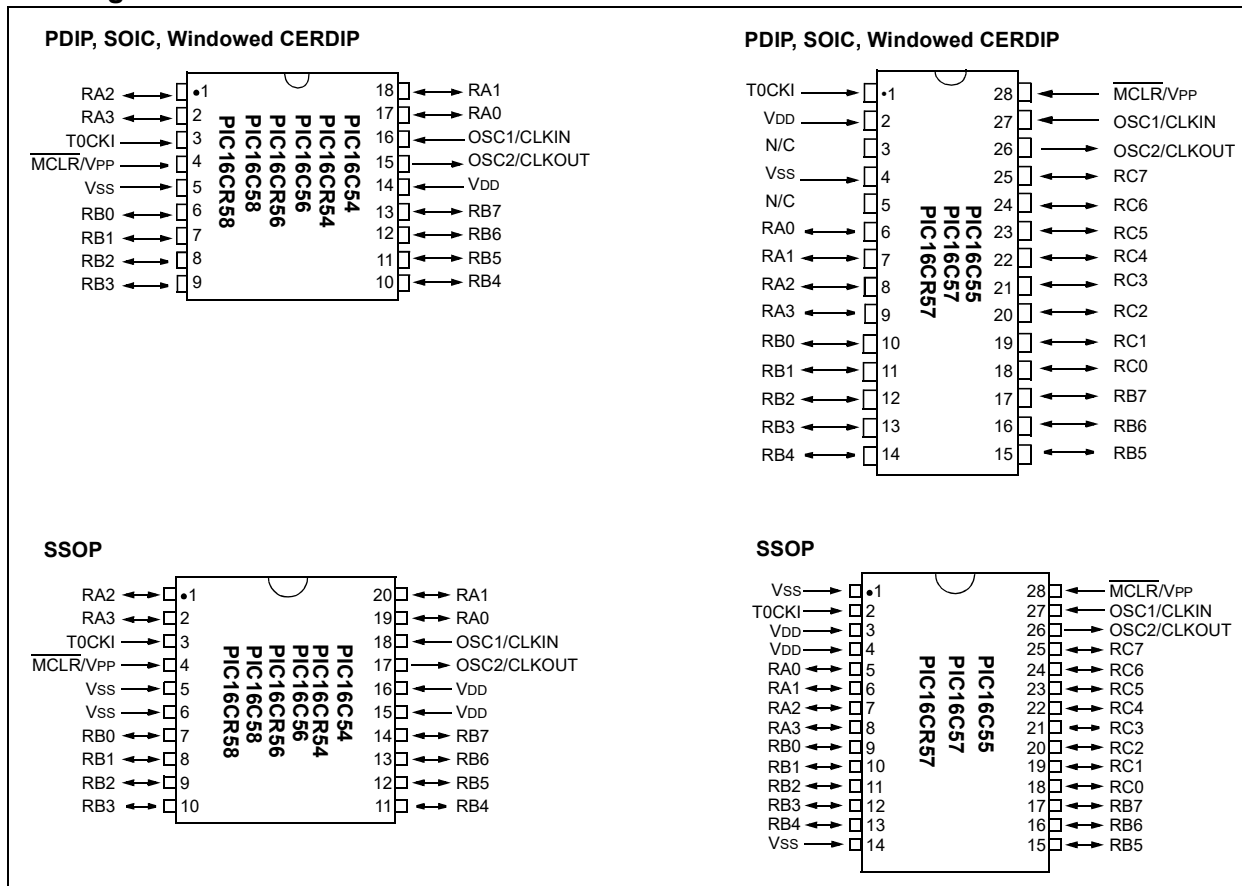 PDIP, SOIC, Windowed CERDIP
RA2 •1 18 RA1
RA3 2 17 RA0
T0CKI 3 16 OSC1/CLKIN
MCLR/VPP 4 15 OSC2/CLKOUT
VSS 5 14 VDD
RB0 6 13 RB7
RB1 7 12 RB6
RB2 8 11 RB5
RB3 9 10 RB4
PIC16C54
PIC16CR54
PIC16C56
PIC16CR56
PIC16C58
PIC16CR58
PDIP, SOIC, Windowed CERDIP
T0CKI •1 28 MCLR/VPP
VDD 2 27 OSC1/CLKIN
N/C 3 26 OSC2/CLKOUT
VSS 4 25 RC7
N/C 5 24 RC6
RA0 6 23 RC5
RA1 7 22 RC4
RA2 8 21 RC3
RA3 9 20 RC2
RB0 10 19 RC1
RB1 11 18 RC0
RB2 12 17 RB7
RB3 13 16 RB6
RB4 14 15 RB5
PIC16C55
PIC16C57
PIC16CR57
SSOP
RA2 •1 20 RA1
RA3 2 19 RA0
T0CKI 3 18 OSC1/CLKIN
MCLR/VPP 4 17 OSC2/CLKOUT
VSS 5 16 VDD
VSS 6 15 VDD
RB0 7 14 RB7
RB1 8 13 RB6
RB2 9 12 RB5
RB3 10 11 RB4
PIC16C54
PIC16CR54
PIC16C56
PIC16CR56
PIC16C58
PIC16CR58
SSOP
VSS •1 28 MCLR/VPP
T0CKI 2 27 OSC1/CLKIN
VDD 3 26 OSC2/CLKOUT
VDD 4 25 RC7
RA0 5 24 RC6
RA1 6 23 RC5
RA2 7 22 RC4
RA3 8 21 RC3
RB0 9 20 RC2
RB1 10 19 RC1
RB2 11 18 RC0
RB3 12 17 RB7
RB4 13 16 RB6
VSS 14 15 RB5
PIC16C55
PIC16C57
PIC16CR57